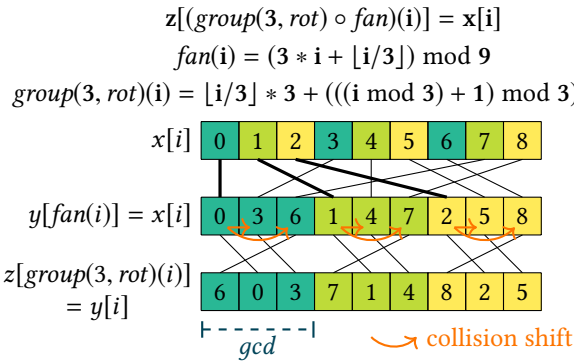 z[(group(3, rot) ∘ fan)(i)] = x[i]
fan(i) = (3 * i + ⌊i/3⌋) mod 9
group(3, rot)(i) = ⌊i/3⌋ * 3 + (((i mod 3) + 1) mod 3)
x[i] 0 1 2 3 4 5 6 7 8
y[fan(i)] = x[i] 0 3 6 1 4 7 2 5 8
z[group(3, rot)(i)]
= y[i] 6 0 3 7 1 4 8 2 5
gcd
collision shift